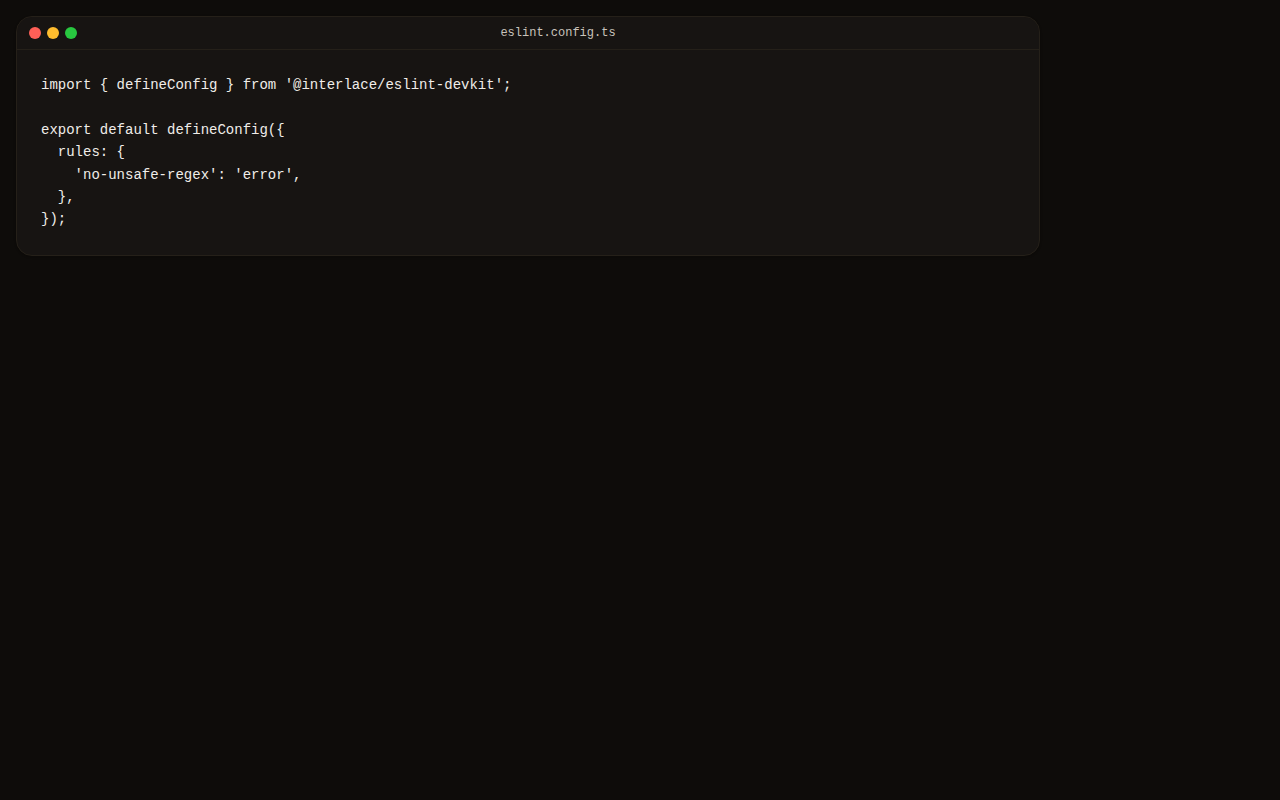 eslint.config.ts
import { defineConfig } from '@interlace/eslint-devkit';

export default defineConfig({
  rules: {
    'no-unsafe-regex': 'error',
  },
});